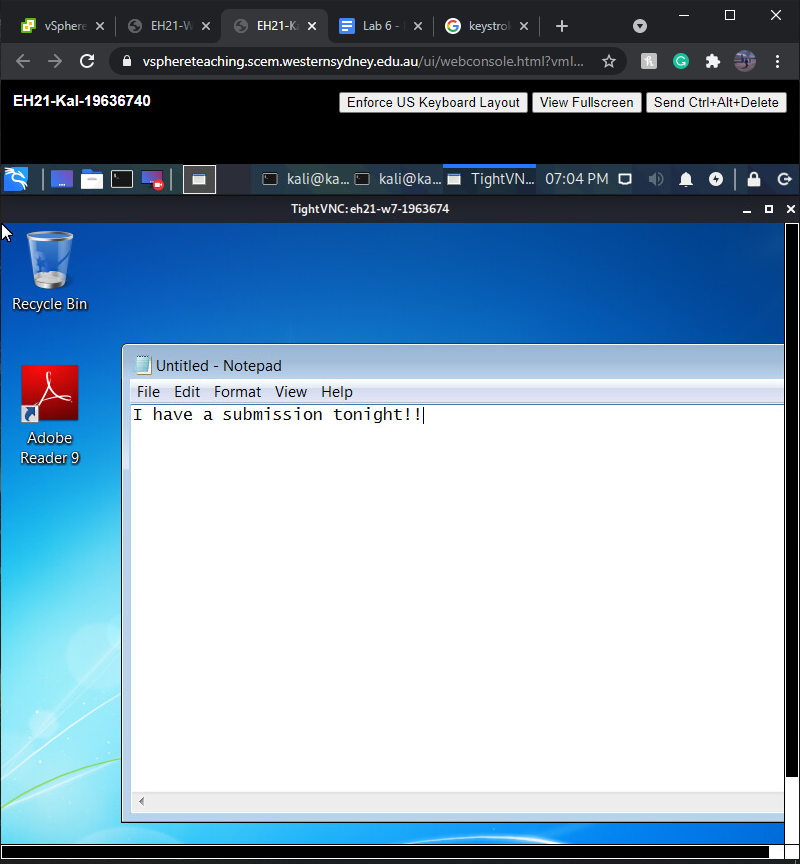 vSphere
EH21-W
EH21-Ka
Lab 6 -
keystrok
vsphereteaching.scem.westernsydney.edu.au/ui/webconsole.html?vml...
EH21-Kal-19636740
Enforce US Keyboard Layout
View Fullscreen
Send Ctrl+Alt+Delete
kali@ka...
kali@ka...
TightVN...
07:04 PM
TightVNC: eh21-w7-1963674
Recycle Bin
Untitled - Notepad
File Edit Format View Help
I have a submission tonight!!
Adobe
Reader 9